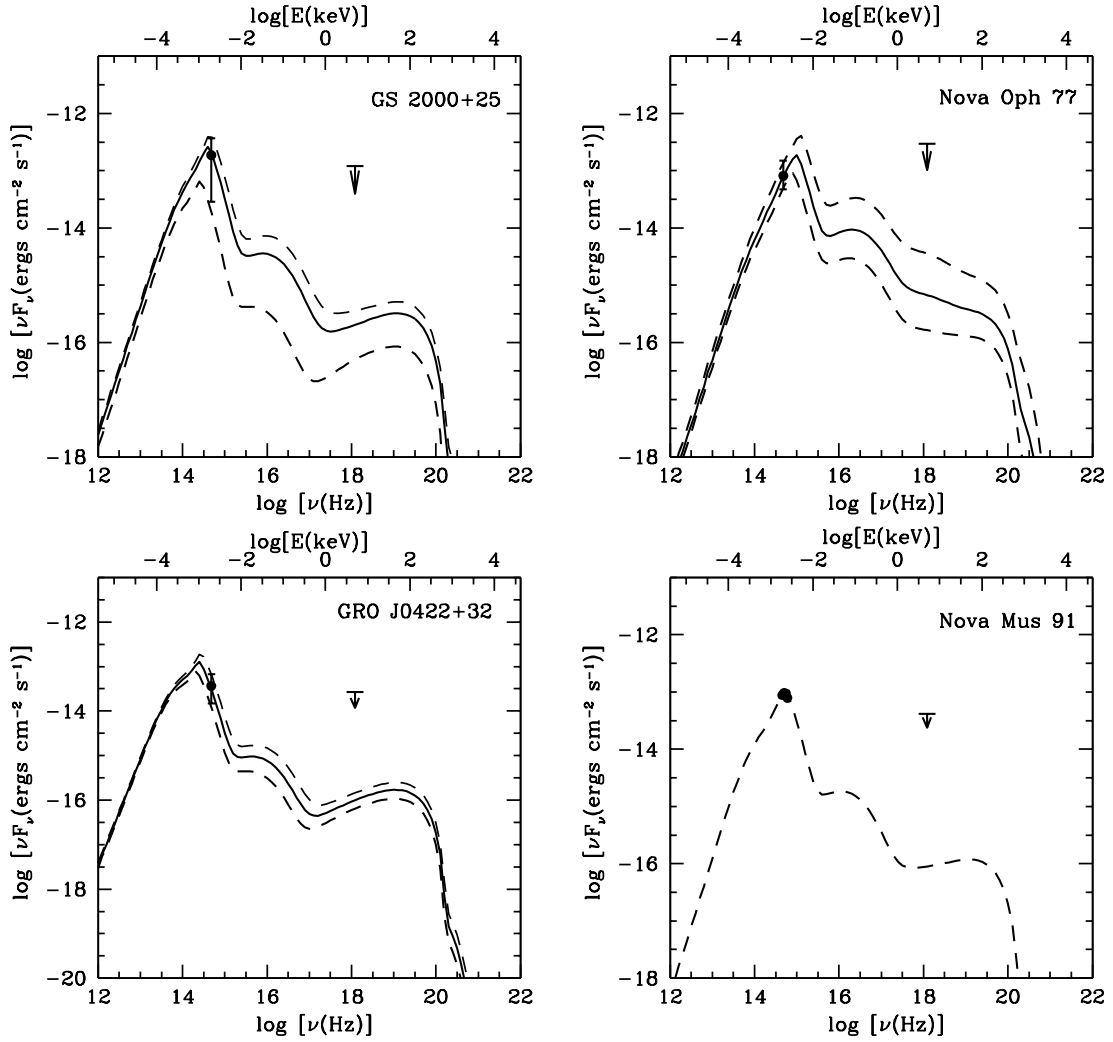 log[E(keV)]
−4 −2 0 2 4
GS 2000+25
−12
−14
−16
−18
log [νFν(ergs cm−2 s−1)]
12 14 16 18 20 22
log [ν(Hz)]
log[E(keV)]
−4 −2 0 2 4
Nova Oph 77
−12
−14
−16
−18
log [νFν(ergs cm−2 s−1)]
12 14 16 18 20 22
log [ν(Hz)]
log[E(keV)]
−4 −2 0 2 4
GRO J0422+32
−12
−14
−16
−18
−20
log [νFν(ergs cm−2 s−1)]
12 14 16 18 20 22
log [ν(Hz)]
log[E(keV)]
−4 −2 0 2 4
Nova Mus 91
−12
−14
−16
−18
log [νFν(ergs cm−2 s−1)]
12 14 16 18 20 22
log [ν(Hz)]